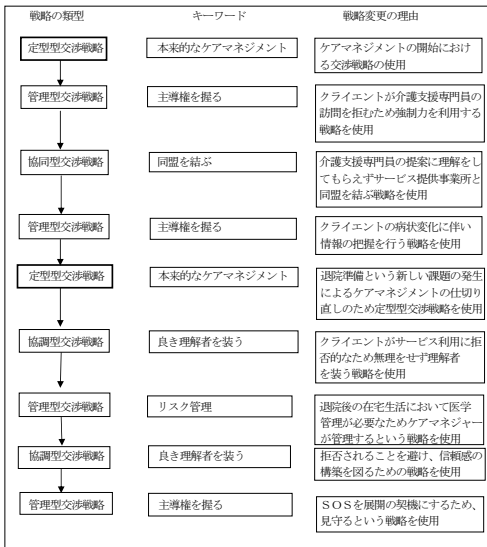 戦略の類型 キーワード 戦略変更の理由
定型型交渉戦略 本来的なケアマネジメント ケアマネジメントの開始におけ
る交渉戦略の使用
管理型交渉戦略 主導権を握る クライエントが介護支援専門員の
訪問を拒むため強制力を利用する
戦略を使用
協同型交渉戦略 同盟を結ぶ 介護支援専門員の提案に理解をし
てもらえずサービス提供事業所と
同盟を結ぶ戦略を使用
管理型交渉戦略 主導権を握る クライエントの病状変化に伴い
情報の把握を行う戦略を使用
定型型交渉戦略 本来的なケアマネジメント 退院準備という新しい課題の発生
によるケアマネジメントの仕切り
直しのため定型型交渉戦略を使用
協調型交渉戦略 良き理解者を装う クライエントがサービス利用に拒
否的なため無理をせず理解者
を装う戦略を使用
管理型交渉戦略 リスク管理 退院後の在宅生活において医学
管理が必要なためケアマネジャー
が管理するという戦略を使用
協調型交渉戦略 良き理解者を装う 拒否されることを避け、信頼感の
構築を図るための戦略を使用
管理型交渉戦略 主導権を握る SOSを展開の契機にするため、
見守るという戦略を使用